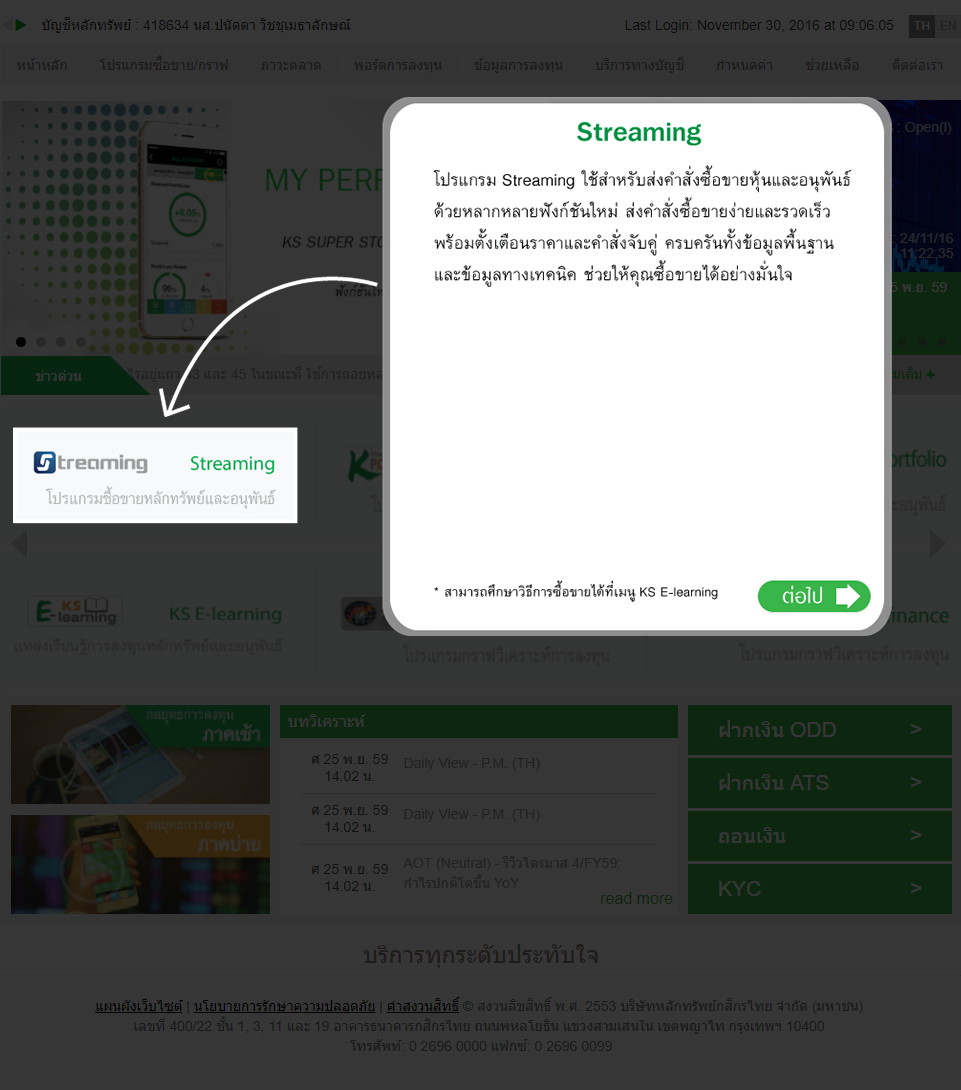 บัญชีหลักทรัพย์ : 418634 นส.ปนัดดา วิชชุเมธาลักษณ์
Last Login: November 30, 2016 at 09:06:05 TH EN
หน้าหลัก โปรแกรมซื้อขาย/กราฟ ภาวะตลาด พอร์ตการลงทุน ข้อมูลการลงทุน บริการทางบัญชี กำหนดค่า ช่วยเหลือ ติดต่อเรา
: Open(I)
MY PERF
KS SUPER STO
24/11/16
11:22:35
5 พ.ย. 59
Streaming
โปรแกรม Streaming ใช้สำหรับส่งคำสั่งซื้อขายหุ้นและอนุพันธ์
ด้วยหลากหลายฟังก์ชันใหม่ ส่งคำสั่งซื้อขายง่ายและรวดเร็ว
พร้อมตั้งเตือนราคาและคำสั่งจับคู่ ครบครันทั้งข้อมูลพื้นฐาน
และข้อมูลทางเทคนิค ช่วยให้คุณซื้อขายได้อย่างมั่นใจ
* สามารถศึกษาวิธีการซื้อขายได้ที่เมนู KS E-learning
ต่อไป
ข่าวด่วน
43 และ 45 ในขณะที่
Streaming Streaming
โปรแกรมซื้อขายหลักทรัพย์และอนุพันธ์
rtfolio
E-KS learning KS E-learning
แหล่งเรียนรู้การลงทุนหลักทรัพย์และอนุพันธ์
โปรแกรมกราฟวิเคราะห์การลงทุน
inance
โปรแกรมกราฟวิเคราะห์การลงทุน
กลยุทธการลงทุน
ภาคเช้า
กลยุทธการลงทุน
ภาคบ่าย
บทวิเคราะห์
ศ 25 พ.ย. 59
14.02 น.
Daily View - P.M. (TH)
ศ 25 พ.ย. 59
14.02 น.
Daily View - P.M. (TH)
ศ 25 พ.ย. 59
14.02 น.
AOT (Neutral) - รีวิวไตรมาส 4/FY59:
กำไรปกติโตขึ้น YoY
read more
ฝากเงิน ODD >
ฝากเงิน ATS >
ถอนเงิน >
KYC >
บริการทุกระดับประทับใจ
แผนผังเว็บไซต์ | นโยบายการรักษาความปลอดภัย | คำสงวนสิทธิ์ © สงวนลิขสิทธิ์ พ.ศ. 2553 บริษัทหลักทรัพย์กสิกรไทย จำกัด (มหาชน)
เลขที่ 400/22 ชั้น 1, 3, 11 และ 19 อาคารธนาคารกสิกรไทย ถนนพหลโยธิน แขวงสามเสนใน เขตพญาไท กรุงเทพฯ 10400
โทรศัพท์: 0 2696 0000 แฟกซ์: 0 2696 0099